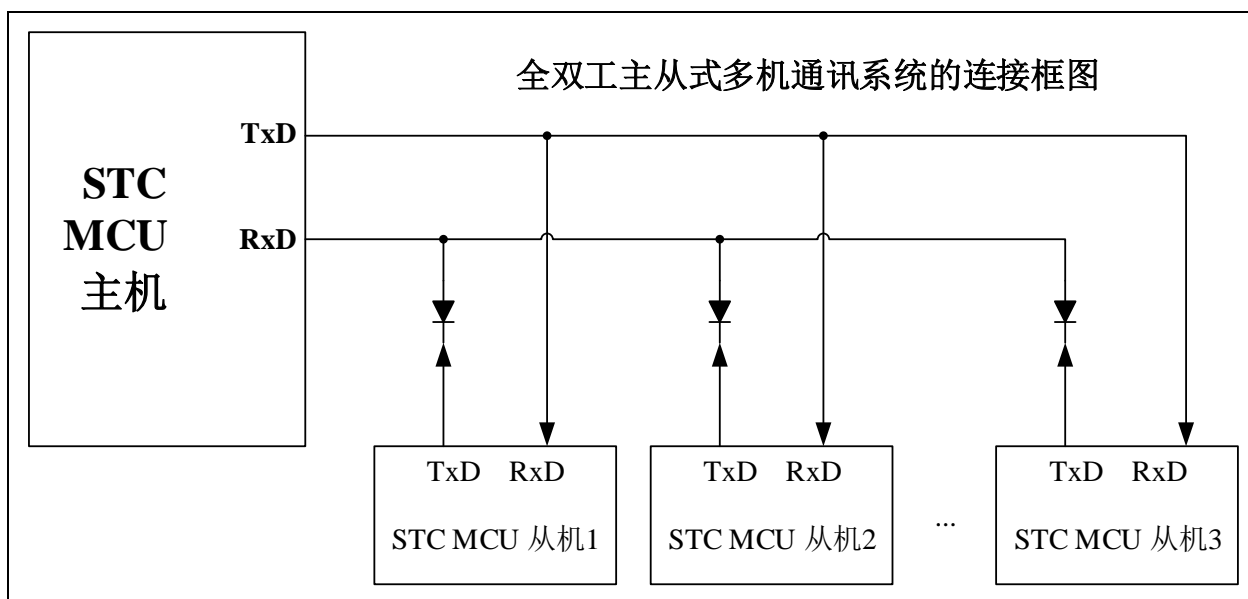 全双工主从式多机通讯系统的连接框图
TxD
STC
MCU
主机
RxD
TxD RxD
STC MCU 从机1
TxD RxD
STC MCU 从机2
...
TxD RxD
STC MCU 从机3